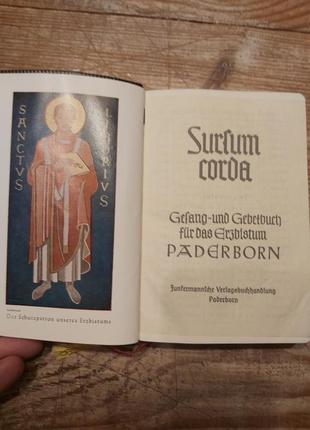 SANCTVS
LIBORIVS
Der Schutzpatron unseres Erzbistums
Sursum
corda
Gesang- und Gebetbuch
für das Erzbistum
PADERBORN
Junfermannsche Verlagsbuchhandlung
Paderborn